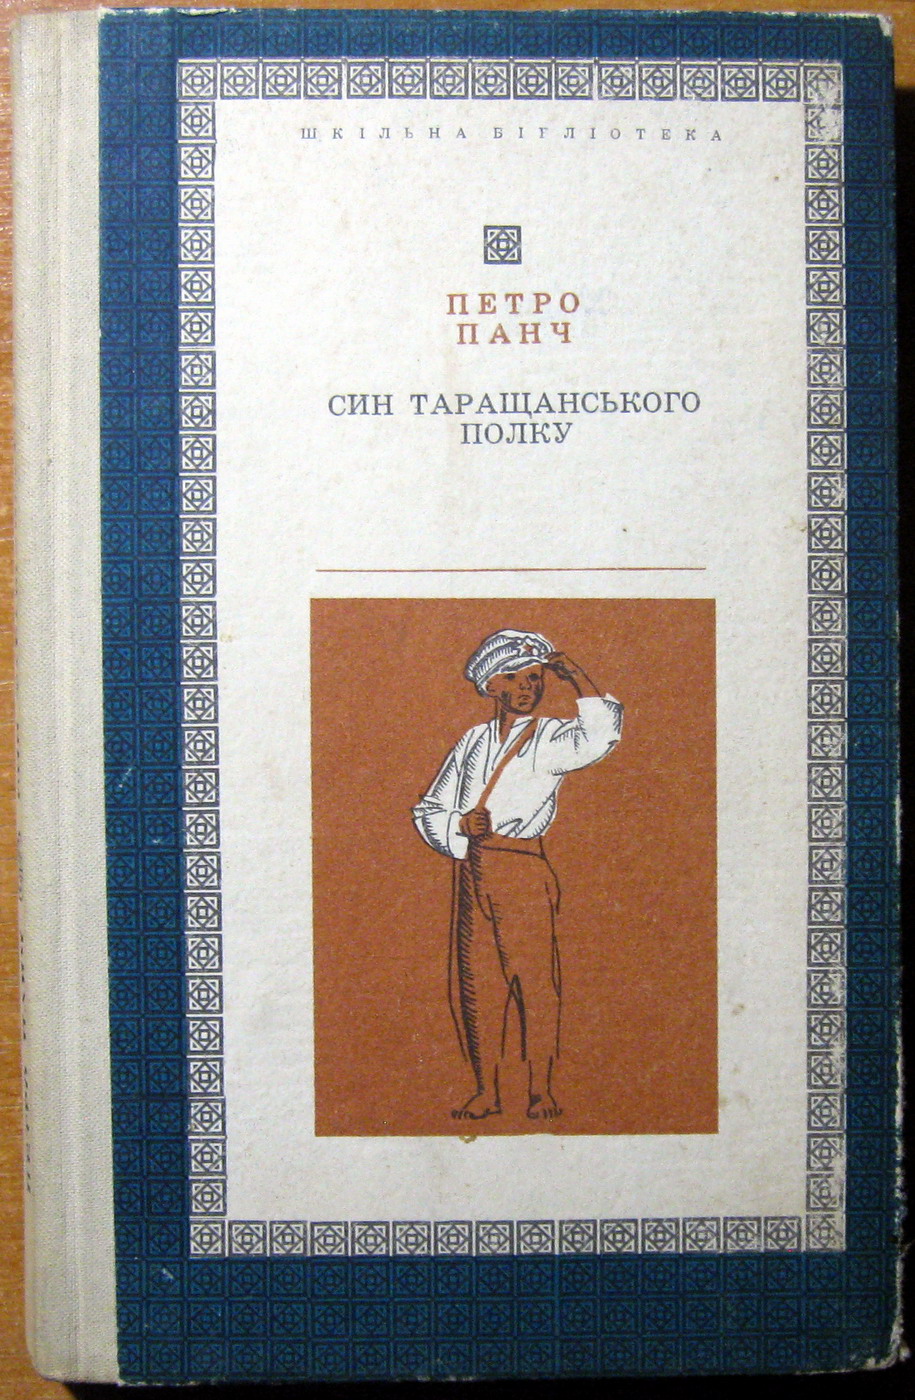 ШКІЛЬНА БІБЛІОТЕКА
ПЕТРО
ПАНЧ
СИН ТАРАЩАНСЬКОГО
ПОЛКУ